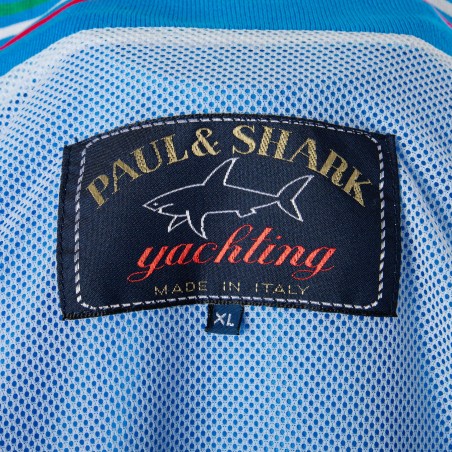 PAUL & SHARK
yachting
MADE IN ITALY
XL